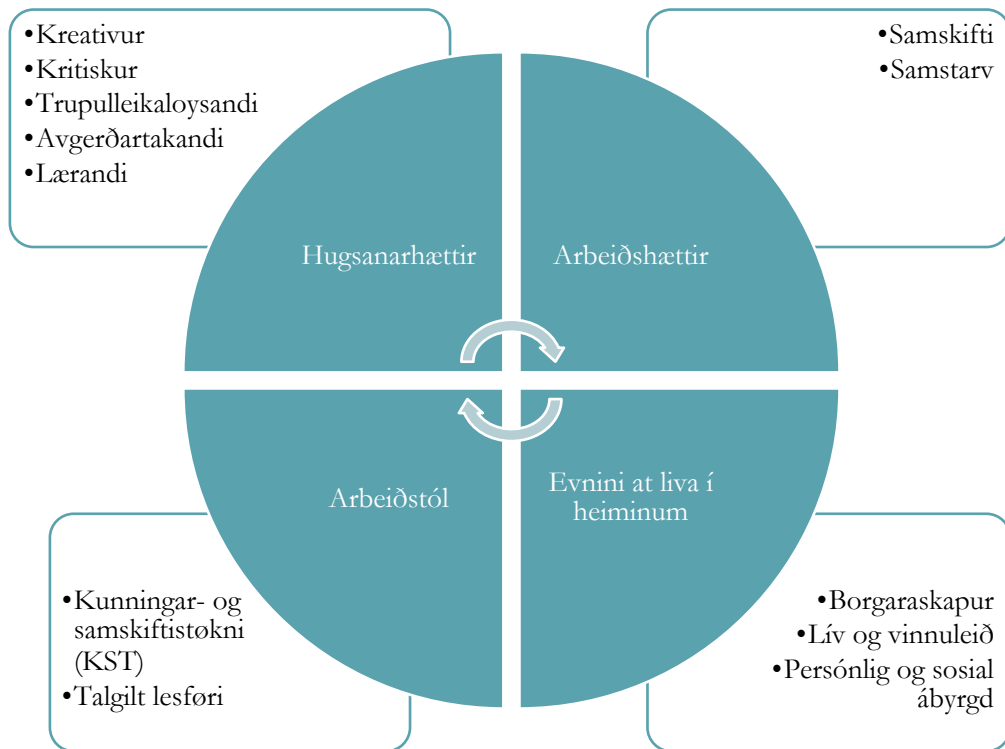 •Kreativur
•Kritiskur
•Trupulleikaloysandi
•Avgerðartakandi
•Lærandi
•Samskifti
•Samstarv
Hugsanarhættir
Arbeiðshættir
Arbeiðstól
Evnini at liva í
heiminum
•Kunningar- og
samskiftistøkni
(KST)
•Talgilt lesføri
•Borgaraskapur
•Lív og vinnuleið
•Persónlig og sosial
ábyrgd